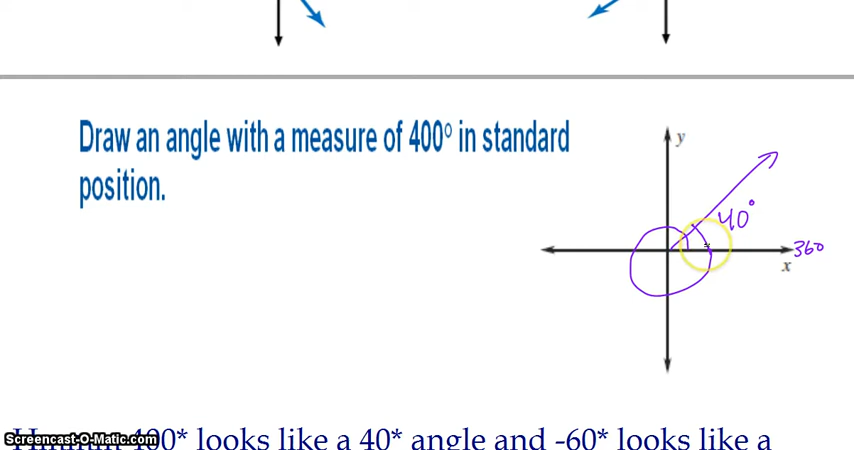 Draw an angle with a measure of 400° in standard
position.
y
40°
360
x
400* looks like a 40* angle and -60* looks like a
Screencast-O-Matic.com